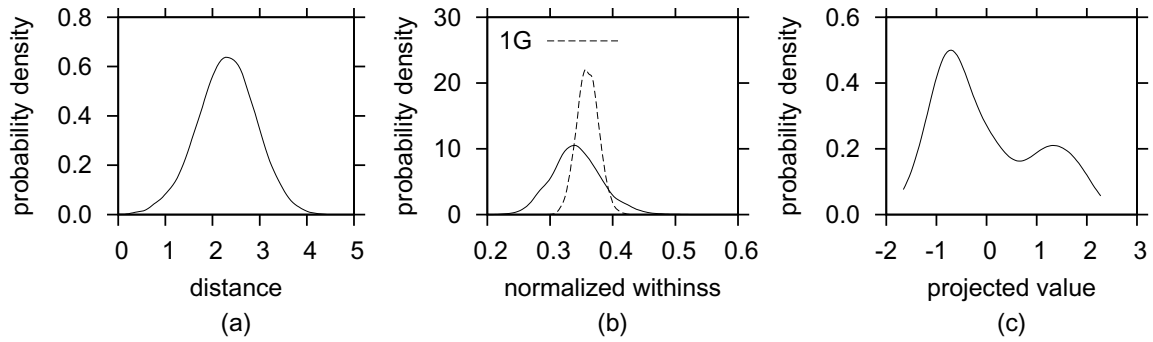 probability density
0.8
0.6
0.4
0.2
0.0
0 1 2 3 4 5
distance
(a)
probability density
30
20
10
0
1G
0.2 0.3 0.4 0.5 0.6
normalized withinss
(b)
probability density
0.6
0.4
0.2
0.0
-2 -1 0 1 2 3
projected value
(c)